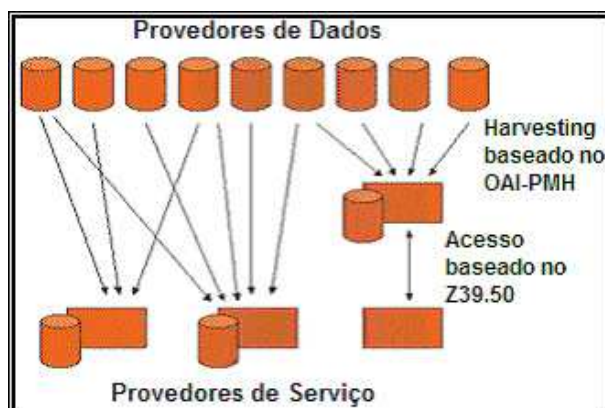 Provedores de Dados
Harvesting
baseado no
OAI-PMH
Acesso
baseado no
Z39.50
Provedores de Serviço